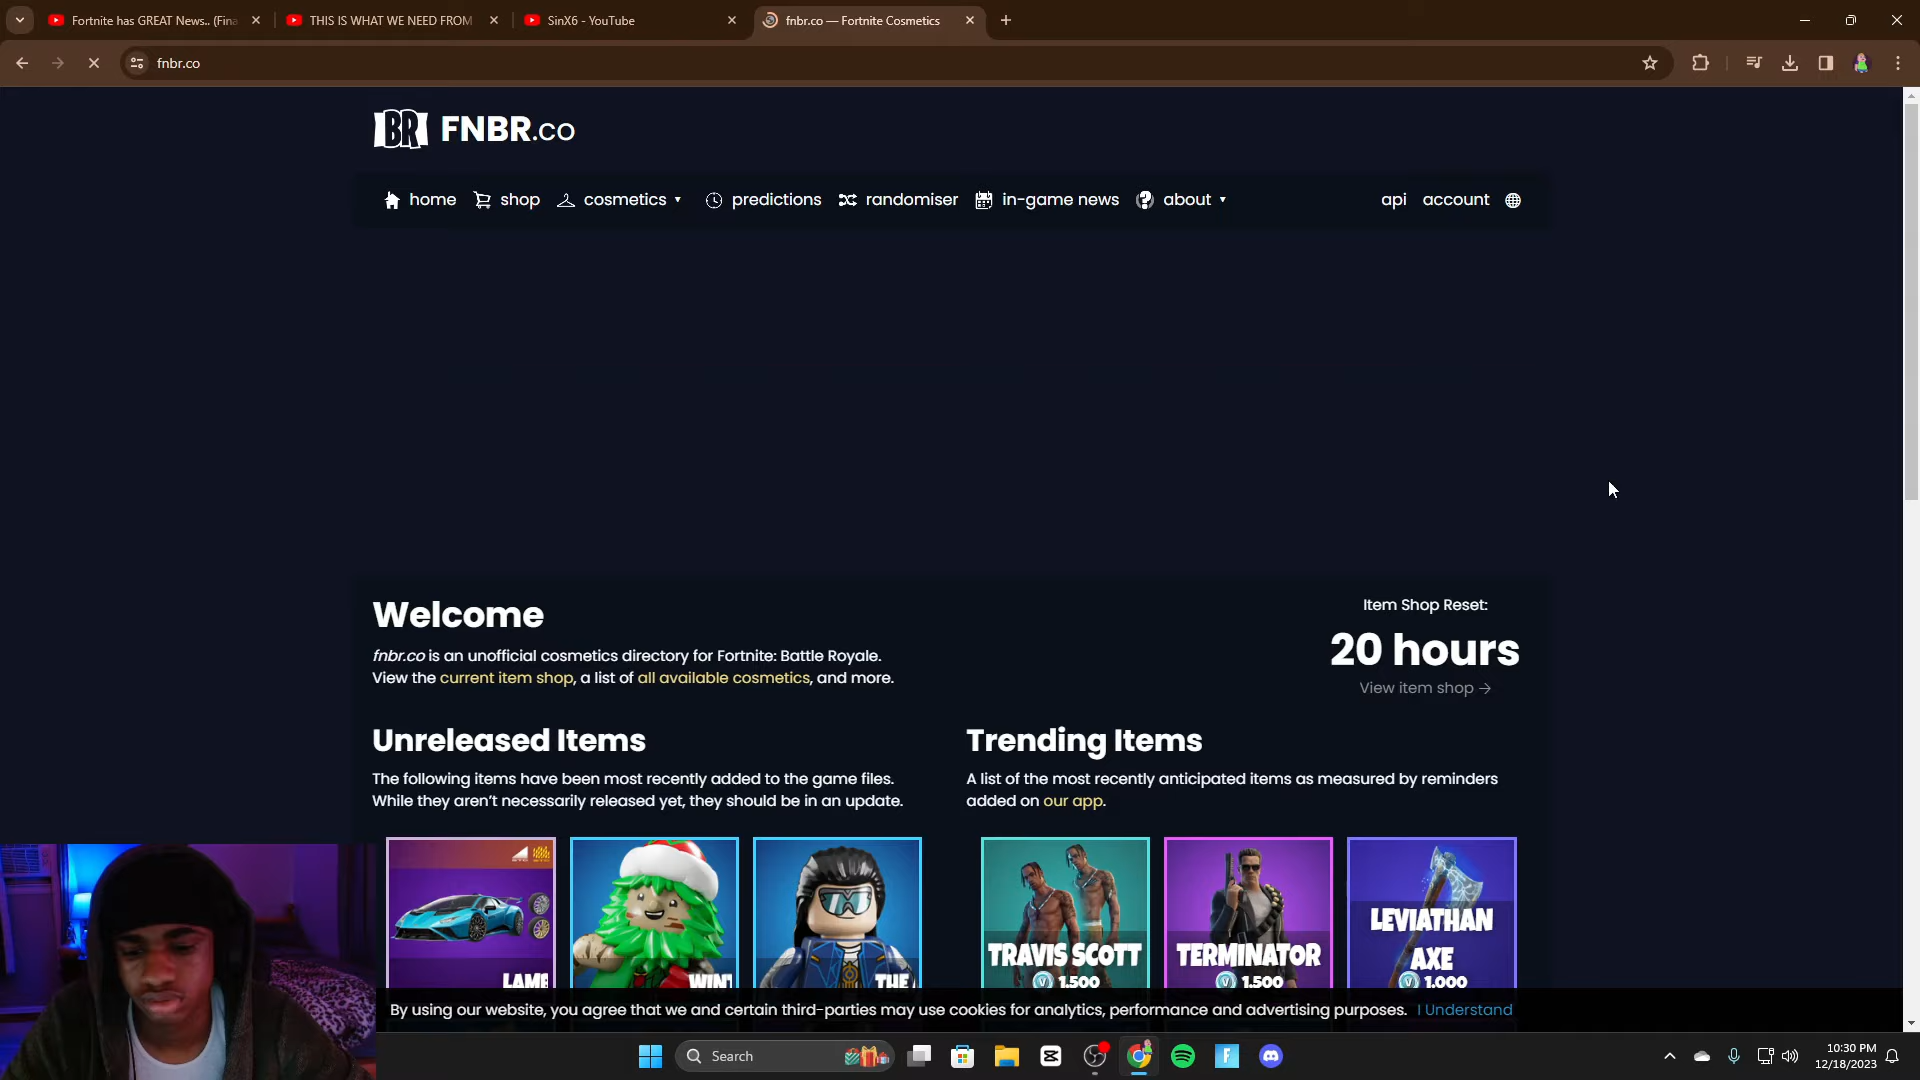 Fortnite has GREAT News.. (Fina
THIS IS WHAT WE NEED FROM
SinX6 - YouTube
fnbr.co — Fortnite Cosmetics
fnbr.co
BR FNBR.co
home
shop
cosmetics
predictions
randomiser
in-game news
about
api
account
Welcome
fnbr.co is an unofficial cosmetics directory for Fortnite: Battle Royale.
View the current item shop, a list of all available cosmetics, and more.
Item Shop Reset:
20 hours
View item shop →
Unreleased Items
The following items have been most recently added to the game files.
While they aren't necessarily released yet, they should be in an update.
Trending Items
A list of the most recently anticipated items as measured by reminders
added on our app.
LAMB
WINT
THE
TRAVIS SCOTT
1,500
TERMINATOR
1,500
LEVIATHAN
AXE
1,000
By using our website, you agree that we and certain third-parties may use cookies for analytics, performance and advertising purposes. I Understand
Search
10:30 PM
12/18/2023